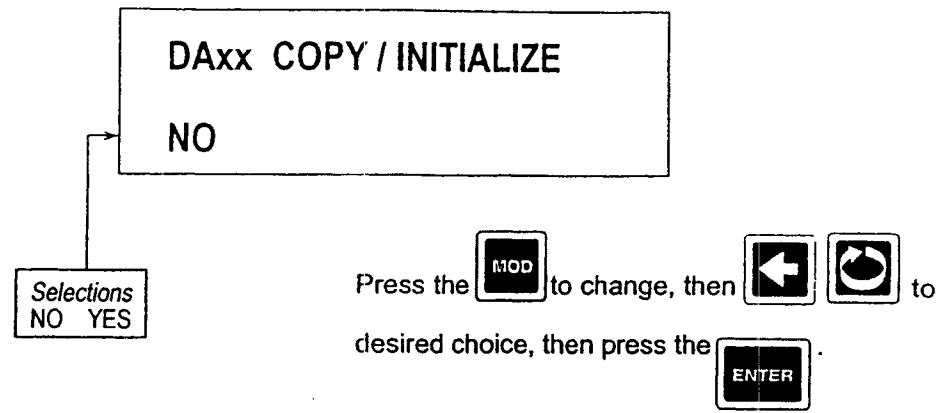 DAxx COPY / INITIALIZE
NO
Selections
NO YES
Press the MOD to change, then to
desired choice, then press the ENTER .